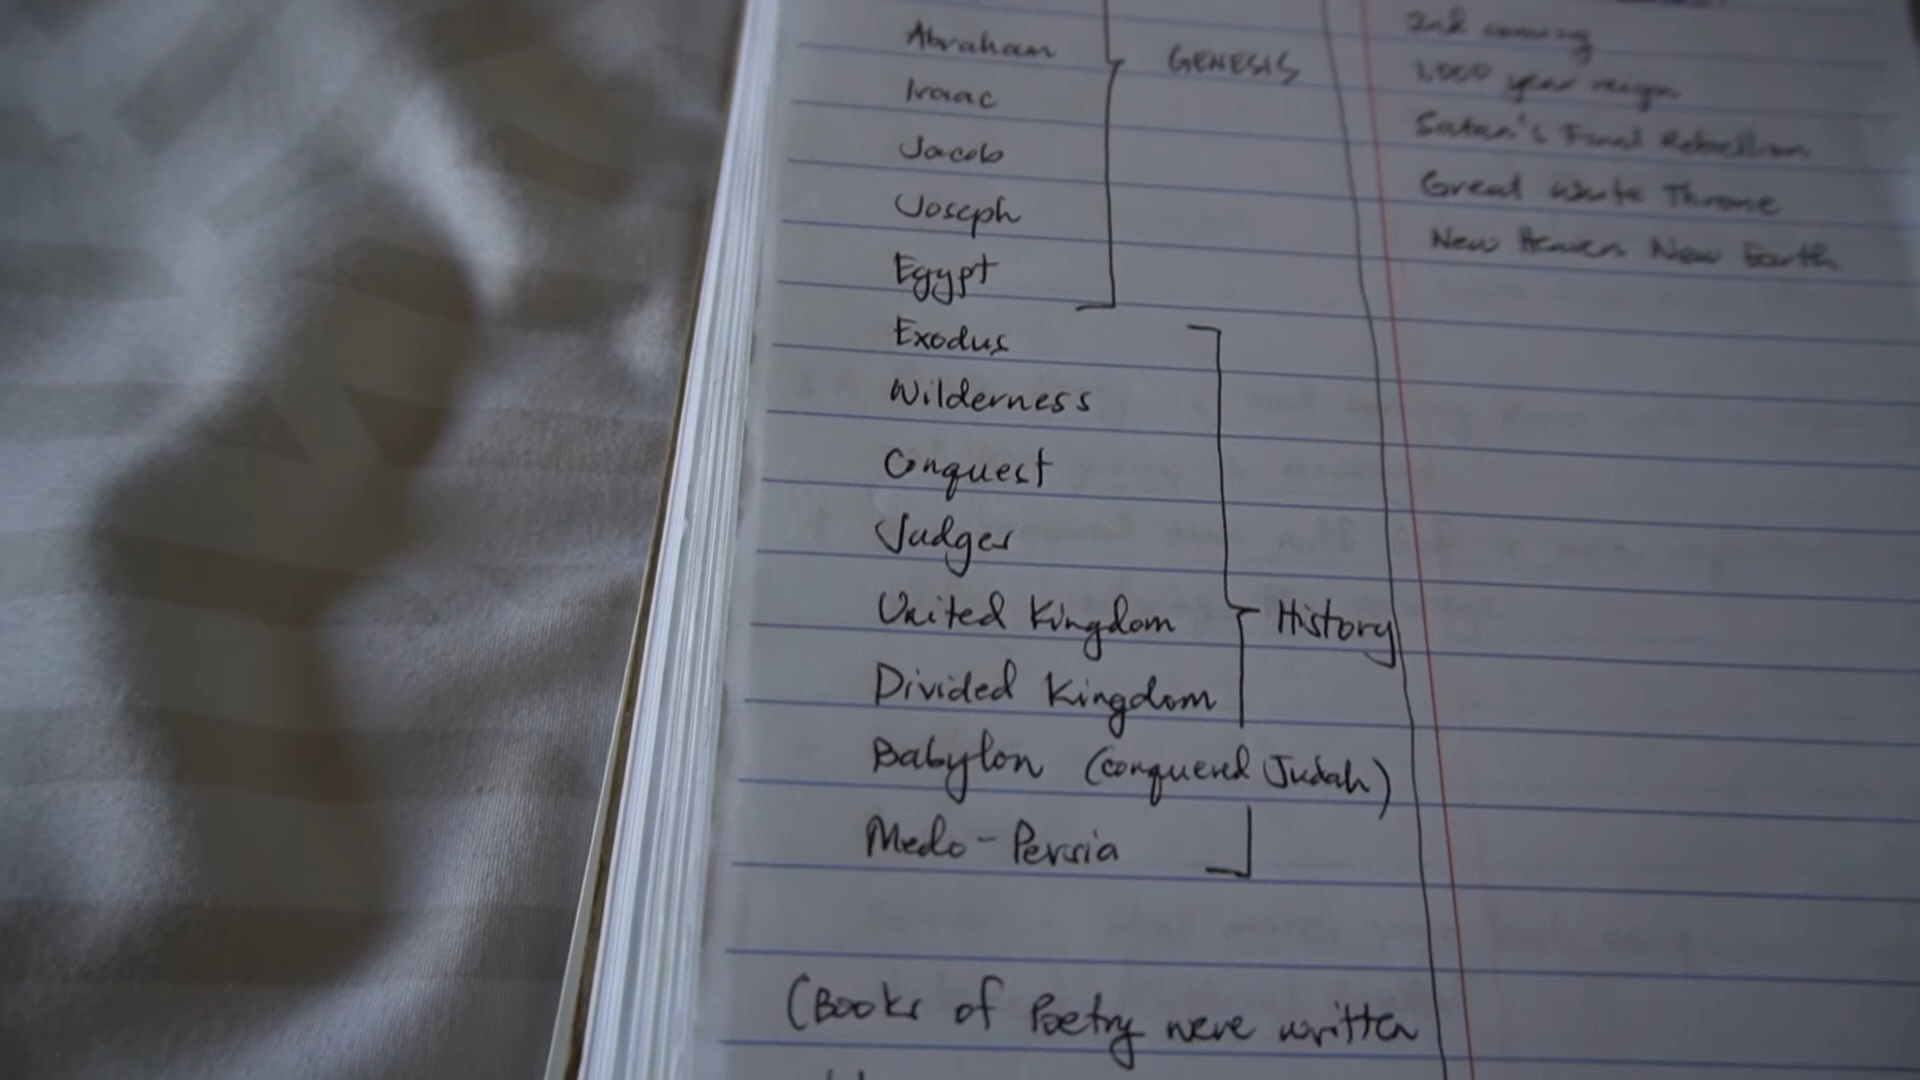 Abraham
Isaac
Jacob
Joseph
Egypt
GENESIS
Exodus
Wilderness
Conquest
Judges
United Kingdom
Divided Kingdom
Babylon (conquered Judah)
Medo-Persia
History
(Books of Poetry were written
2nd coming
1,000 year reign
Satan's Final Rebellion
Great White Throne
New Heaven New Earth